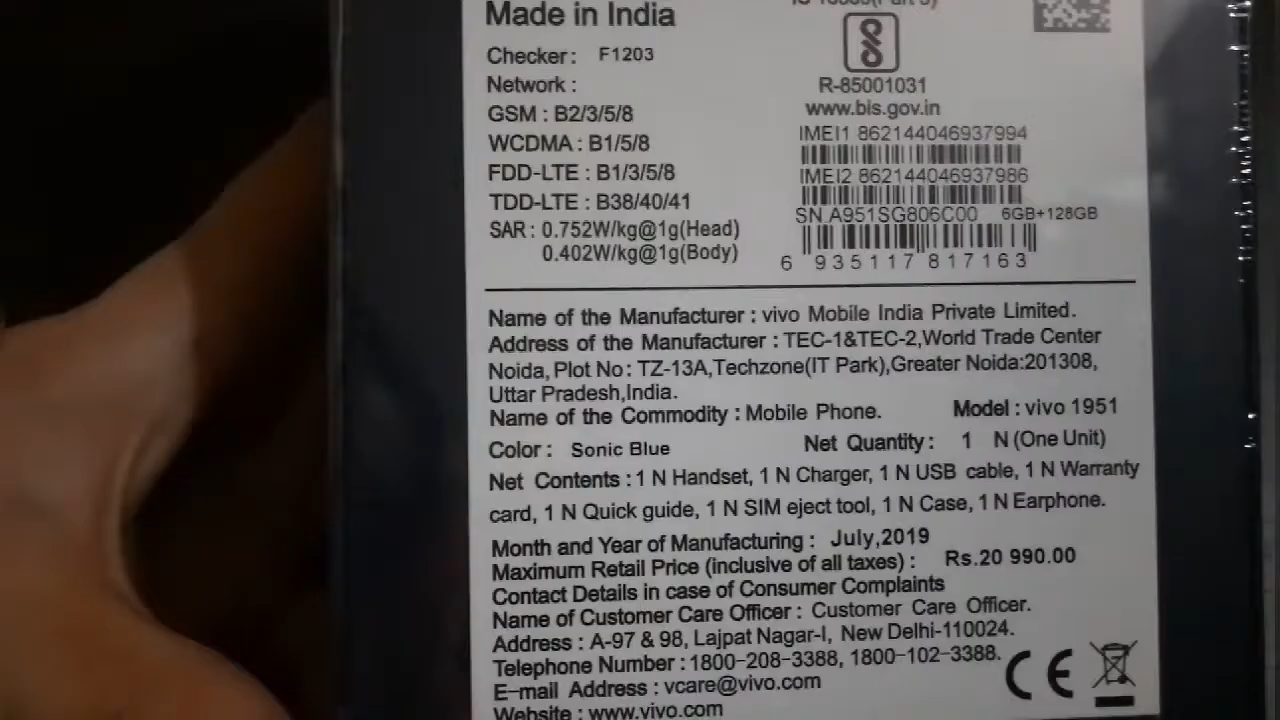 Made in India
Checker: F1203
Network :
GSM : B2/3/5/8
WCDMA : B1/5/8
FDD-LTE : B1/3/5/8
TDD-LTE : B38/40/41
SAR : 0.752W/kg@1g(Head)
0.402W/kg@1g(Body)
R-85001031
www.bis.gov.in
IMEI1 862144046937994
IMEI2 862144046937986
SN A951SG806C00 6GB+128GB
6 935117 817163
Name of the Manufacturer : vivo Mobile India Private Limited.
Address of the Manufacturer : TEC-1&TEC-2,World Trade Center
Noida, Plot No: TZ-13A,Techzone(IT Park),Greater Noida:201308,
Uttar Pradesh,India.
Name of the Commodity : Mobile Phone. Model : vivo 1951
Color : Sonic Blue Net Quantity : 1 N (One Unit)
Net Contents : 1 N Handset, 1 N Charger, 1 N USB cable, 1 N Warranty
card, 1 N Quick guide, 1 N SIM eject tool, 1 N Case, 1 N Earphone.
Month and Year of Manufacturing : July,2019
Maximum Retail Price (inclusive of all taxes) : Rs.20 990.00
Contact Details in case of Consumer Complaints
Name of Customer Care Officer : Customer Care Officer.
Address : A-97 & 98, Lajpat Nagar-I, New Delhi-110024.
Telephone Number : 1800-208-3388, 1800-102-3388.
E-mail Address : vcare@vivo.com
Website : www.vivo.com
CE